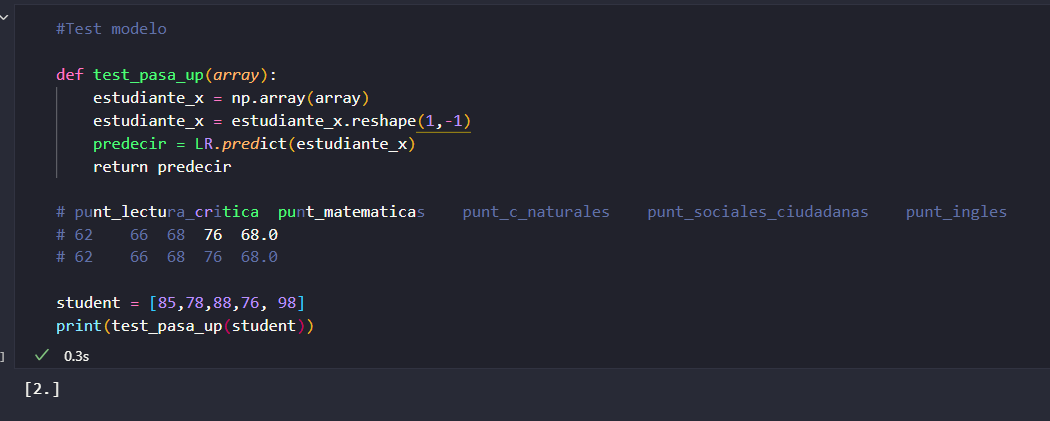 #Test modelo
def test_pasa_up(array):
estudiante_x = np.array(array)
estudiante_x = estudiante_x.reshape(1,-1)
predecir = LR.predict(estudiante_x)
return predecir
# punt_lectura_critica punt_matematicas punt_c_naturales punt_sociales_ciudadanas punt_ingles
# 62 66 68 76 68.0
# 62 66 68 76 68.0
student = [85,78,88,76, 98]
print(test_pasa_up(student))
] ✓ 0.3s
[2.]